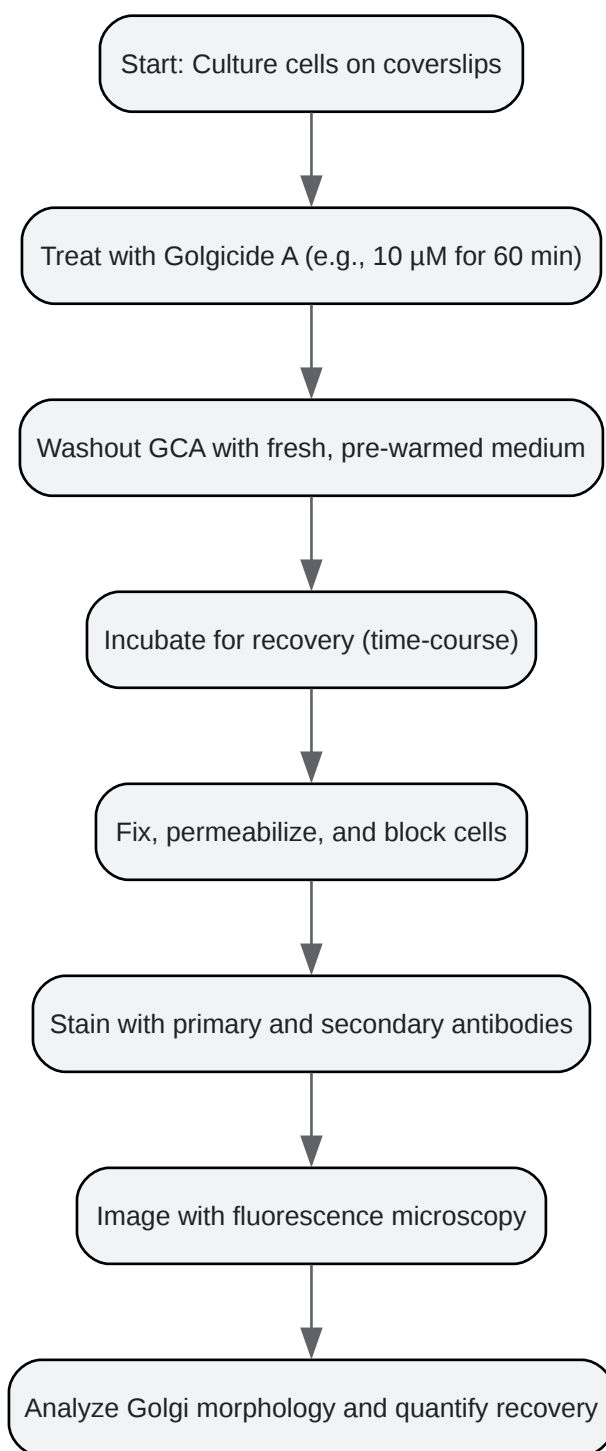 Start: Culture cells on coverslips
Treat with Golgicide A (e.g., 10 µM for 60 min)
Washout GCA with fresh, pre-warmed medium
Incubate for recovery (time-course)
Fix, permeabilize, and block cells
Stain with primary and secondary antibodies
Image with fluorescence microscopy
Analyze Golgi morphology and quantify recovery